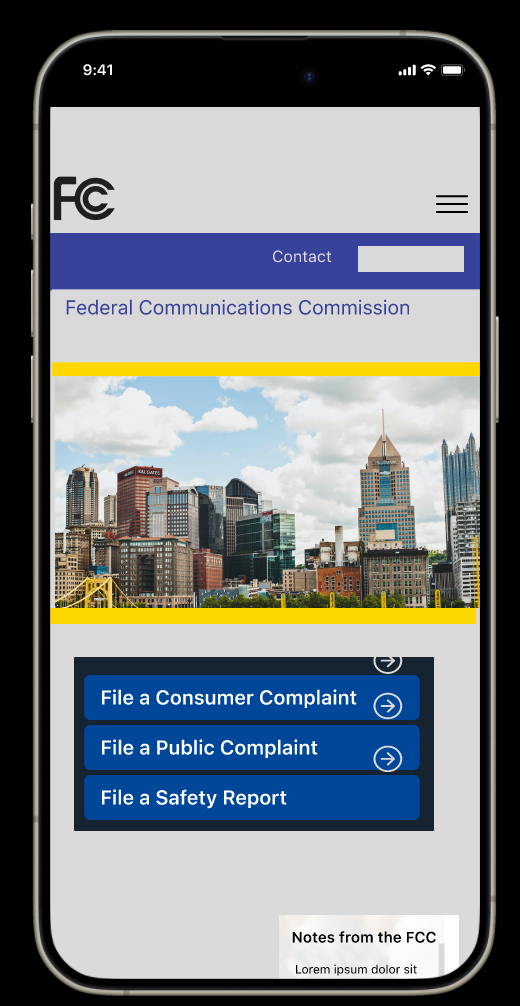 9:41
FCC
Contact
Federal Communications Commission
K&L GATES
File a Consumer Complaint
File a Public Complaint
File a Safety Report
Notes from the FCC
Lorem ipsum dolor sit